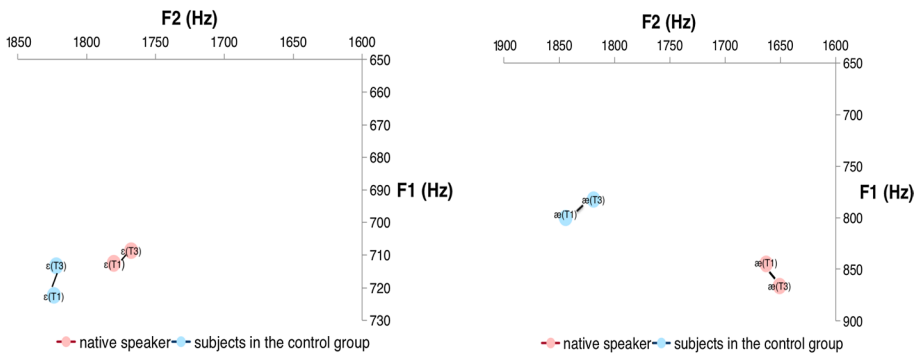 F2 (Hz)
1850 1800 1750 1700 1650 1600
650
660
670
680
690
F1 (Hz)
700
710
720
730
ε(T3)
ε(T1)
ε(T3)
ε(T1)
native speaker subjects in the control group
F2 (Hz)
1900 1850 1800 1750 1700 1650 1600
650
700
750
F1 (Hz)
800
850
900
æ(T3)
æ(T1)
æ(T1)
æ(T3)
native speaker subjects in the control group